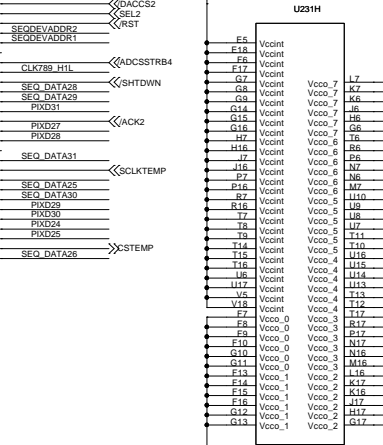 /DACCS2
SEL2
/RST
SEQDEVADDR2
SEQDEVADDR1
/ADCSSTRB4
CLK789_H1L
/SHTDWN
SEQ_DATA28
SEQ_DATA29
PIXD31
/ACK2
PIXD27
PIXD28
SEQ_DATA31
SCLKTEMP
SEQ_DATA25
SEQ_DATA30
PIXD29
PIXD30
PIXD24
PIXD25
CSTEMP
SEQ_DATA26
U231H
E5 Vccint
E18 Vccint
F6 Vccint
F17 Vccint
G7 Vccint
G8 Vccint
G9 Vccint
G14 Vccint
G15 Vccint
G16 Vccint
H7 Vccint
H16 Vccint
J7 Vccint
J16 Vccint
P7 Vccint
P16 Vccint
R7 Vccint
R16 Vccint
T7 Vccint
T8 Vccint
T9 Vccint
T14 Vccint
T15 Vccint
T16 Vccint
U6 Vccint
U17 Vccint
V5 Vccint
V18 Vccint
F7 Vcco_0
F8 Vcco_0
F9 Vcco_0
F10 Vcco_0
G10 Vcco_0
G11 Vcco_0
F13 Vcco_1
F14 Vcco_1
F15 Vcco_1
F16 Vcco_1
G12 Vcco_1
G13 Vcco_1
Vcco_7 L7
Vcco_7 K7
Vcco_7 K6
Vcco_7 J6
Vcco_7 H6
Vcco_7 G6
Vcco_6 T6
Vcco_6 R6
Vcco_6 P6
Vcco_6 N7
Vcco_6 N6
Vcco_6 M7
Vcco_5 U10
Vcco_5 U9
Vcco_5 U8
Vcco_5 U7
Vcco_5 T11
Vcco_5 T10
Vcco_4 U16
Vcco_4 U15
Vcco_4 U14
Vcco_4 U13
Vcco_4 T13
Vcco_4 T12
Vcco_3 T17
Vcco_3 R17
Vcco_3 P17
Vcco_3 N17
Vcco_3 N16
Vcco_3 M16
Vcco_2 L16
Vcco_2 K17
Vcco_2 K16
Vcco_2 J17
Vcco_2 H17
Vcco_2 G17